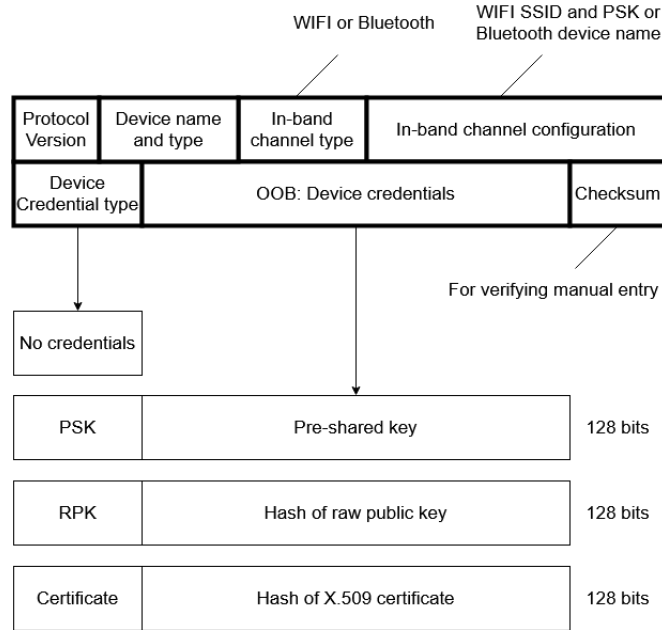 WIFI or Bluetooth
WIFI SSID and PSK or
Bluetooth device name
Protocol
Version
Device name
and type
In-band
channel type
In-band channel configuration
Device
Credential type
OOB: Device credentials
Checksum
For verifying manual entry
No credentials
PSK
Pre-shared key
128 bits
RPK
Hash of raw public key
128 bits
Certificate
Hash of X.509 certificate
128 bits